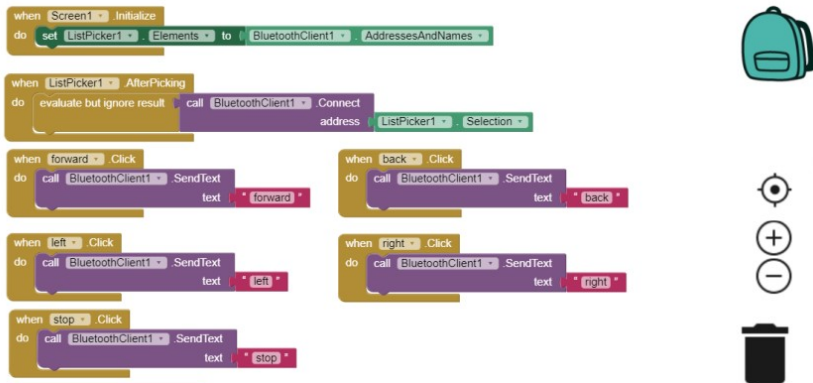 when Screen1 .Initialize
do set ListPicker1 . Elements to BluetoothClient1 . AddressesAndNames
when ListPicker1 .AfterPicking
do evaluate but ignore result call BluetoothClient1 .Connect
address ListPicker1 . Selection
when forward .Click
do call BluetoothClient1 .SendText
text " forward "
when back .Click
do call BluetoothClient1 .SendText
text " back "
when left .Click
do call BluetoothClient1 .SendText
text " left "
when right .Click
do call BluetoothClient1 .SendText
text " right "
when stop .Click
do call BluetoothClient1 .SendText
text " stop "